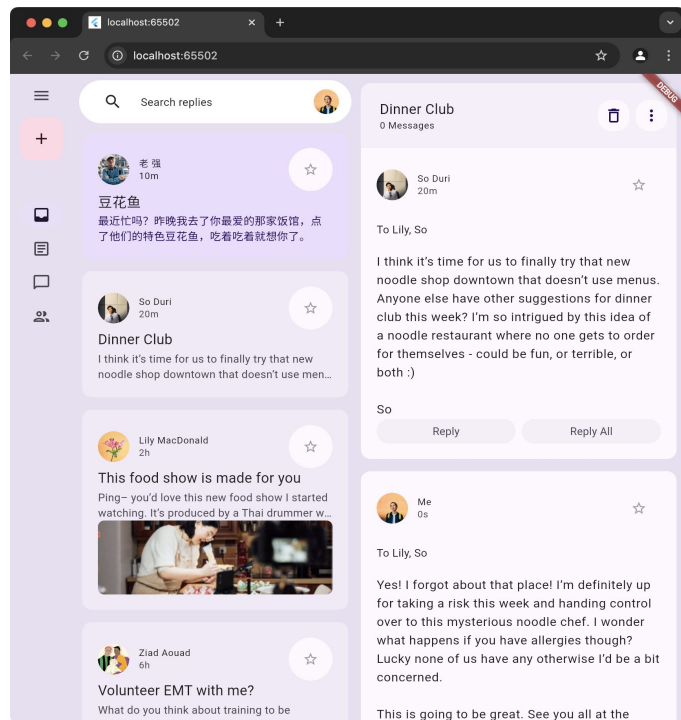 localhost:65502
localhost:65502
DEBUG
Search replies
老 强
10m
豆花鱼
最近忙吗？昨晚我去了你最爱的那家饭馆，点
了他们的特色豆花鱼，吃着吃着就想你了。
So Duri
20m
Dinner Club
I think it’s time for us to finally try that new
noodle shop downtown that doesn’t use men…
Lily MacDonald
2h
This food show is made for you
Ping– you’d love this new food show I started
watching. It’s produced by a Thai drummer w…
Ziad Aouad
6h
Volunteer EMT with me?
What do you think about training to be
Dinner Club
0 Messages
So Duri
20m
To Lily, So
I think it’s time for us to finally try that new
noodle shop downtown that doesn’t use menus.
Anyone else have other suggestions for dinner
club this week? I’m so intrigued by this idea of
a noodle restaurant where no one gets to order
for themselves - could be fun, or terrible, or
both :)
So
Reply
Reply All
Me
0s
To Lily, So
Yes! I forgot about that place! I’m definitely up
for taking a risk this week and handing control
over to this mysterious noodle chef. I wonder
what happens if you have allergies though?
Lucky none of us have any otherwise I’d be a bit
concerned.
This is going to be great. See you all at the